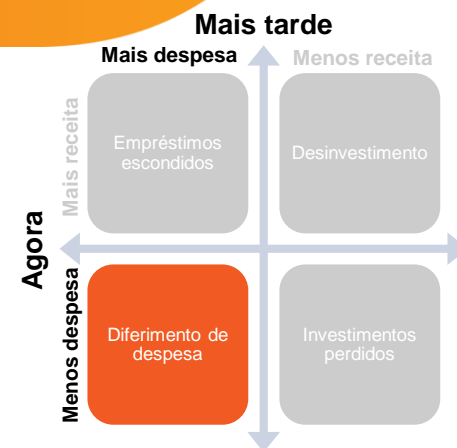 Mais tarde
Mais despesa
Menos receita
Mais receita
Empréstimos
escondidos
Desinvestimento
Agora
Menos despesa
Diferimento de
despesa
Investimentos
perdidos